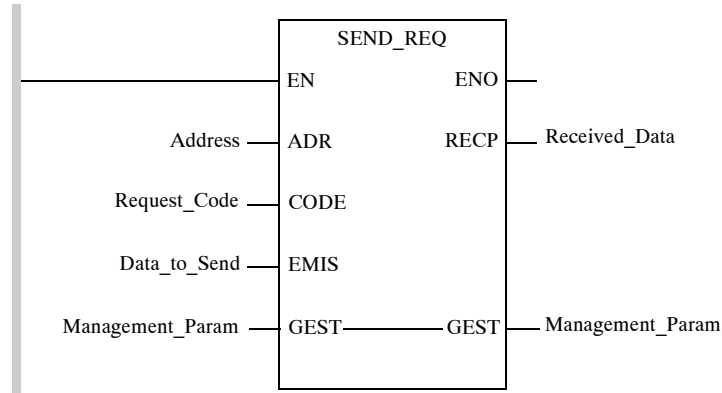 SEND_REQ
EN ENO
Address ADR RECP Received_Data
Request_Code CODE
Data_to_Send EMIS
Management_Param GEST GEST Management_Param